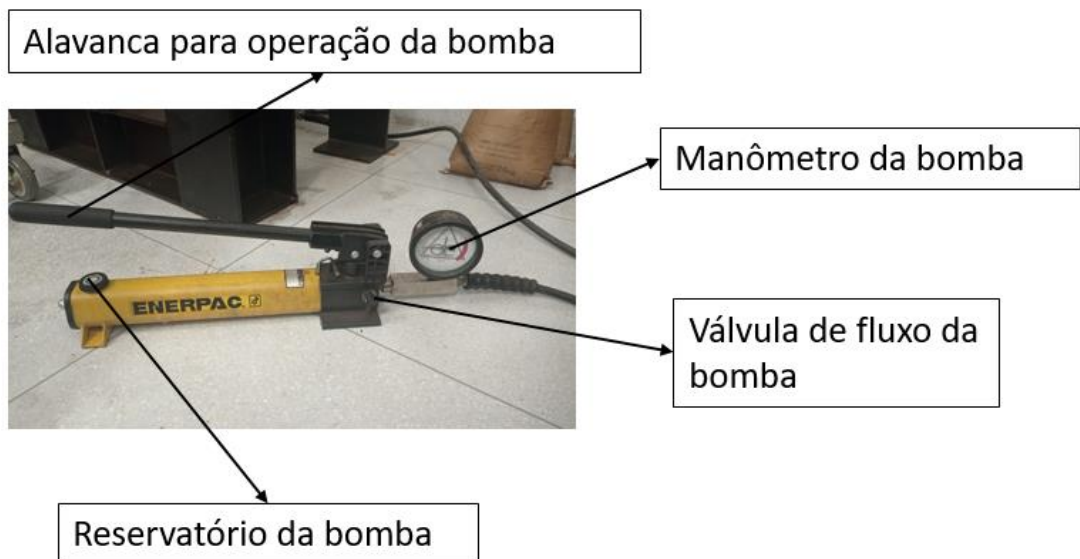 Alavanca para operação da bomba
Manômetro da bomba
ENERPAC
Válvula de fluxo da
bomba
Reservatório da bomba